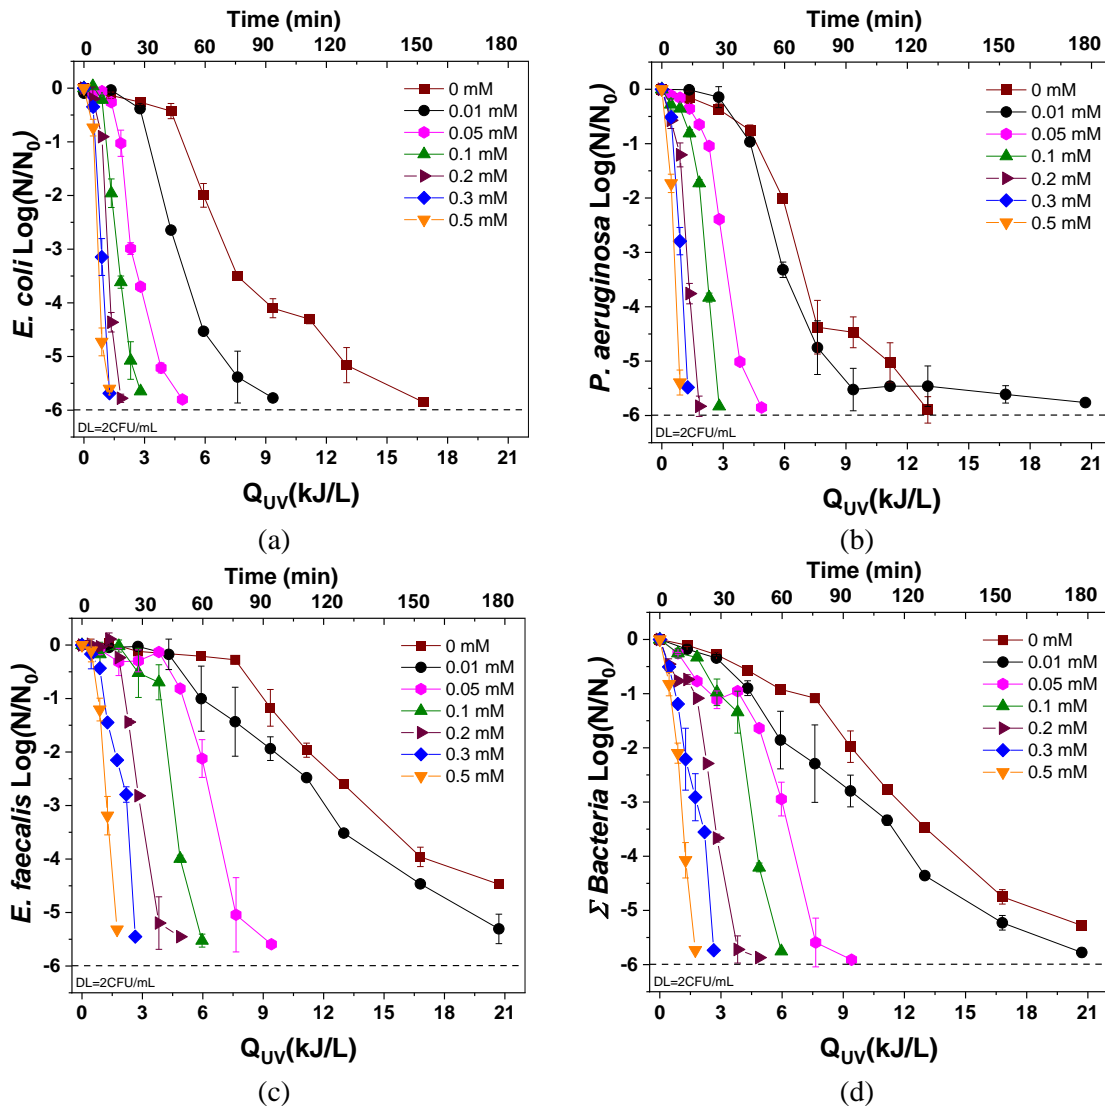 Time (min)
0 30 60 90 120 150 180
E. coli Log(N/N0)
0
-1
-2
-3
-4
-5
-6
0 mM
0.01 mM
0.05 mM
0.1 mM
0.2 mM
0.3 mM
0.5 mM
DL=2CFU/mL
0 3 6 9 12 15 18 21
QUV(kJ/L)
(a)
Time (min)
0 30 60 90 120 150 180
P. aeruginosa Log(N/N0)
0
-1
-2
-3
-4
-5
-6
0 mM
0.01 mM
0.05 mM
0.1 mM
0.2 mM
0.3 mM
0.5 mM
DL=2CFU/mL
0 3 6 9 12 15 18 21
QUV(kJ/L)
(b)
Time (min)
0 30 60 90 120 150 180
E. faecalis Log(N/N0)
0
-1
-2
-3
-4
-5
-6
0 mM
0.01 mM
0.05 mM
0.1 mM
0.2 mM
0.3 mM
0.5 mM
DL=2CFU/mL
0 3 6 9 12 15 18 21
QUV(kJ/L)
(c)
Time (min)
0 30 60 90 120 150 180
Σ Bacteria Log(N/N0)
0
-1
-2
-3
-4
-5
-6
0 mM
0.01 mM
0.05 mM
0.1 mM
0.2 mM
0.3 mM
0.5 mM
DL=2CFU/mL
0 3 6 9 12 15 18 21
QUV(kJ/L)
(d)